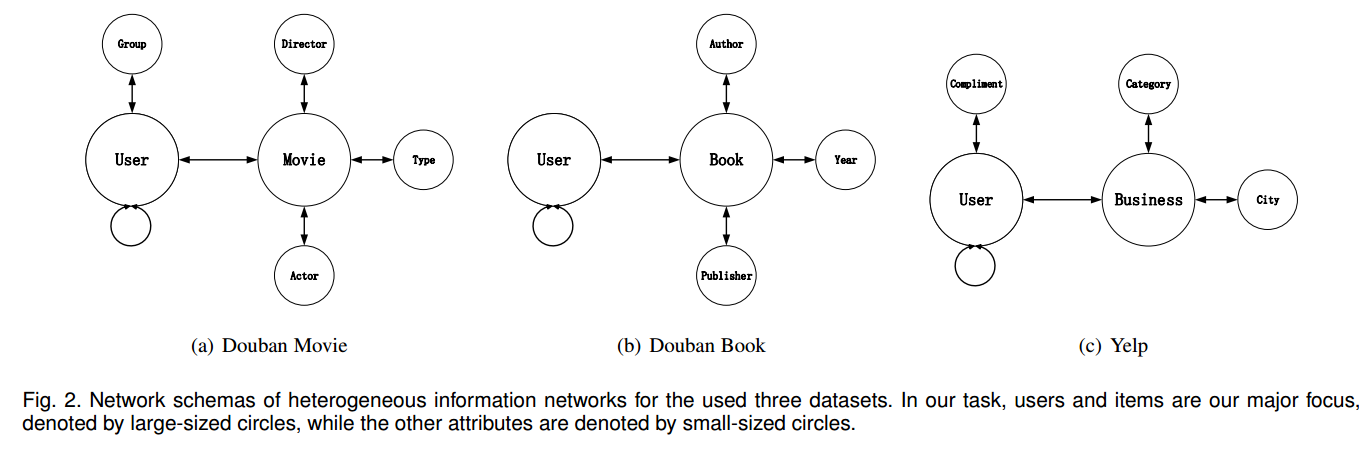 Group
Director
User
Movie
Type
Actor
(a) Douban Movie
Author
User
Book
Year
Publisher
(b) Douban Book
Compliment
Category
User
Business
City
(c) Yelp
Fig. 2. Network schemas of heterogeneous information networks for the used three datasets. In our task, users and items are our major focus,
denoted by large-sized circles, while the other attributes are denoted by small-sized circles.